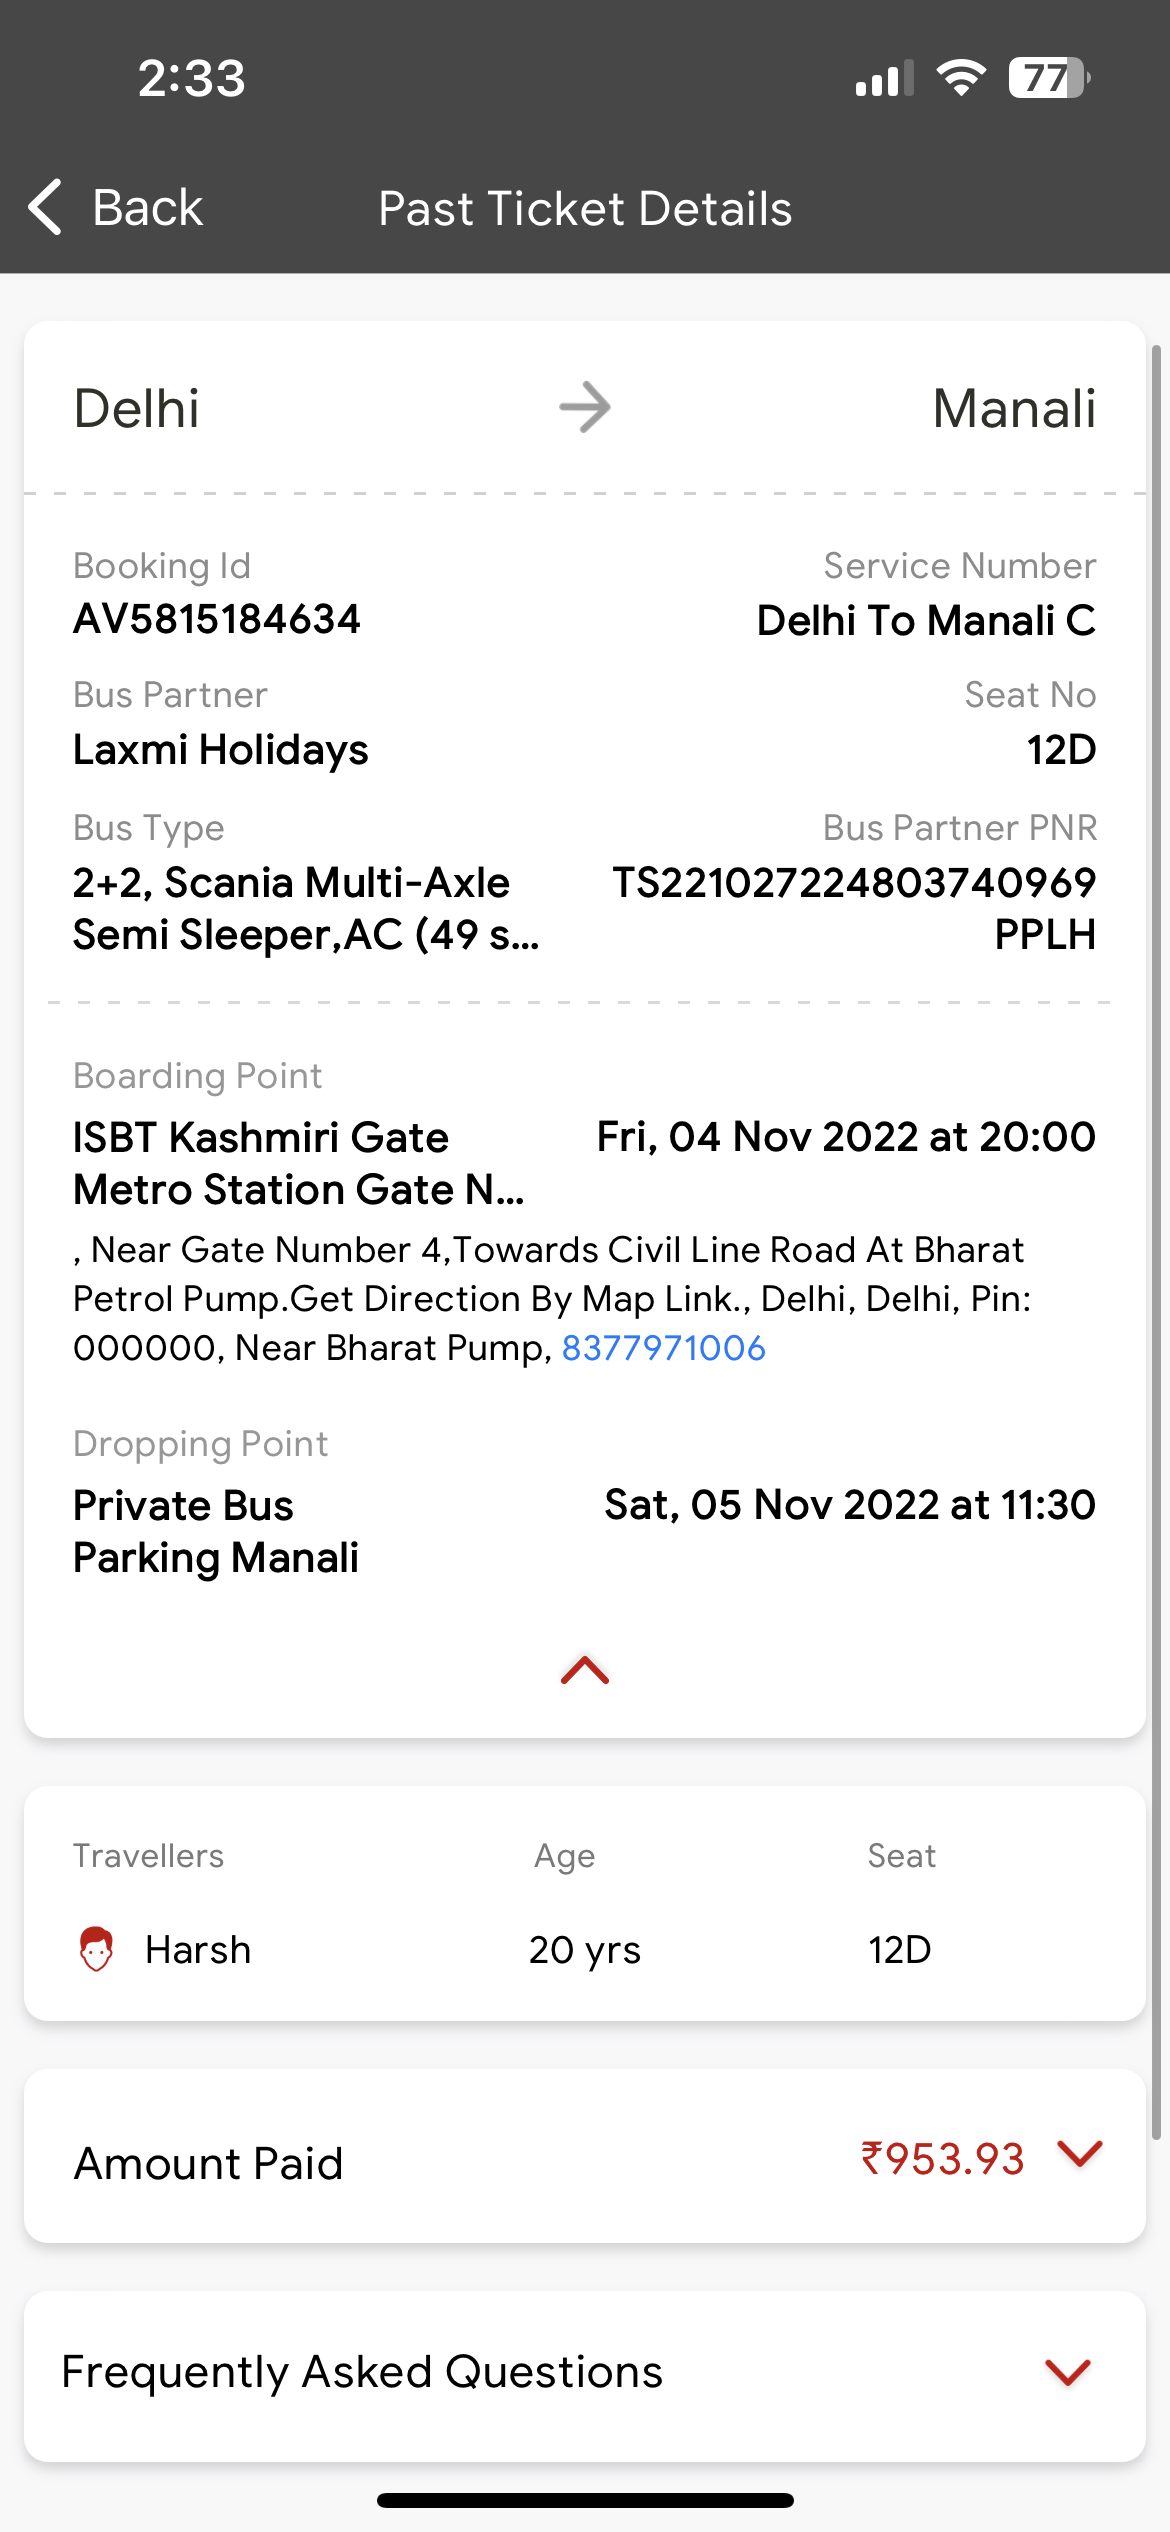 2:33
77
Back
Past Ticket Details
Delhi
Manali
Booking Id
Service Number
AV5815184634
Delhi To Manali C
Bus Partner
Seat No
Laxmi Holidays
12D
Bus Type
Bus Partner PNR
2+2, Scania Multi-Axle
Semi Sleeper,AC (49 s...
TS221027224803740969
PPLH
Boarding Point
ISBT Kashmiri Gate
Metro Station Gate N...
Fri, 04 Nov 2022 at 20:00
, Near Gate Number 4,Towards Civil Line Road At Bharat
Petrol Pump.Get Direction By Map Link., Delhi, Delhi, Pin:
000000, Near Bharat Pump, 8377971006
Dropping Point
Private Bus
Parking Manali
Sat, 05 Nov 2022 at 11:30
Travellers
Age
Seat
Harsh
20 yrs
12D
Amount Paid
₹953.93
Frequently Asked Questions